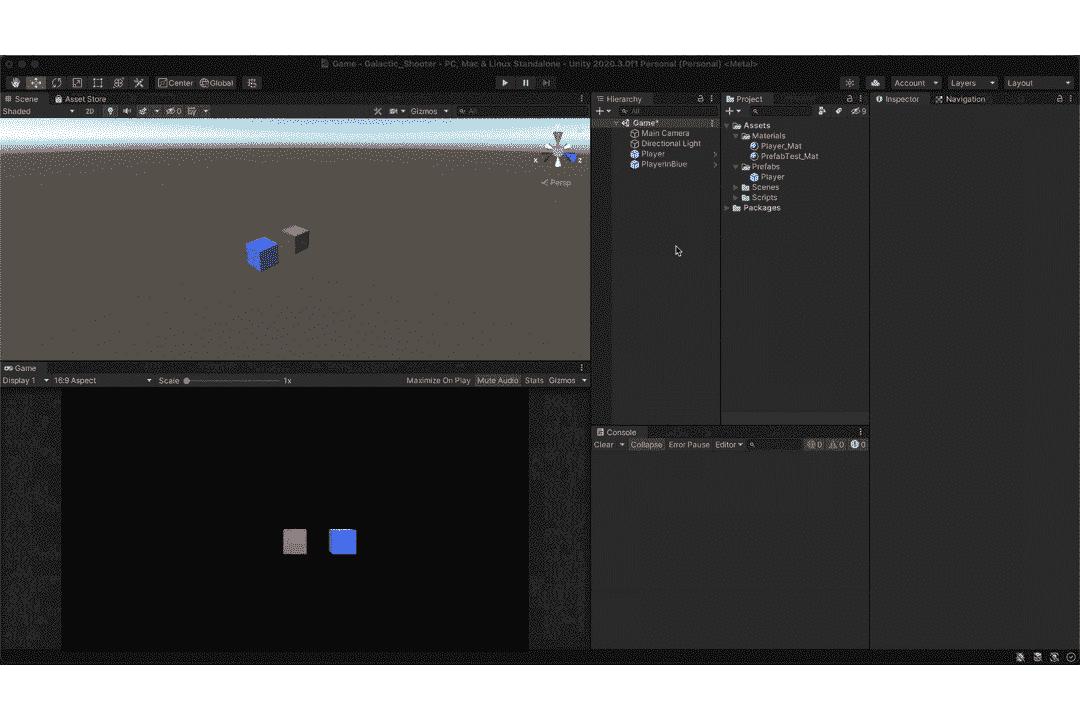 Game - Galactic_Shooter - PC, Mac & Linux Standalone - Unity 2020.3.0f1 Personal (Personal) <Metal>
Center Global
Account Layers Layout
Scene Asset Store
Shaded 2D 0 Gizmos All
x z
Persp
Game
Display 1 16:9 Aspect Scale 1x Maximize On Play Mute Audio Stats Gizmos
Hierarchy
All
Game*
Main Camera
Directional Light
Player
PlayerInBlue
Project
9
Assets
Materials
Player_Mat
PrefabTest_Mat
Prefabs
Player
Scenes
Scripts
Packages
Console
Clear Collapse Error Pause Editor 0 0 0
Inspector Navigation